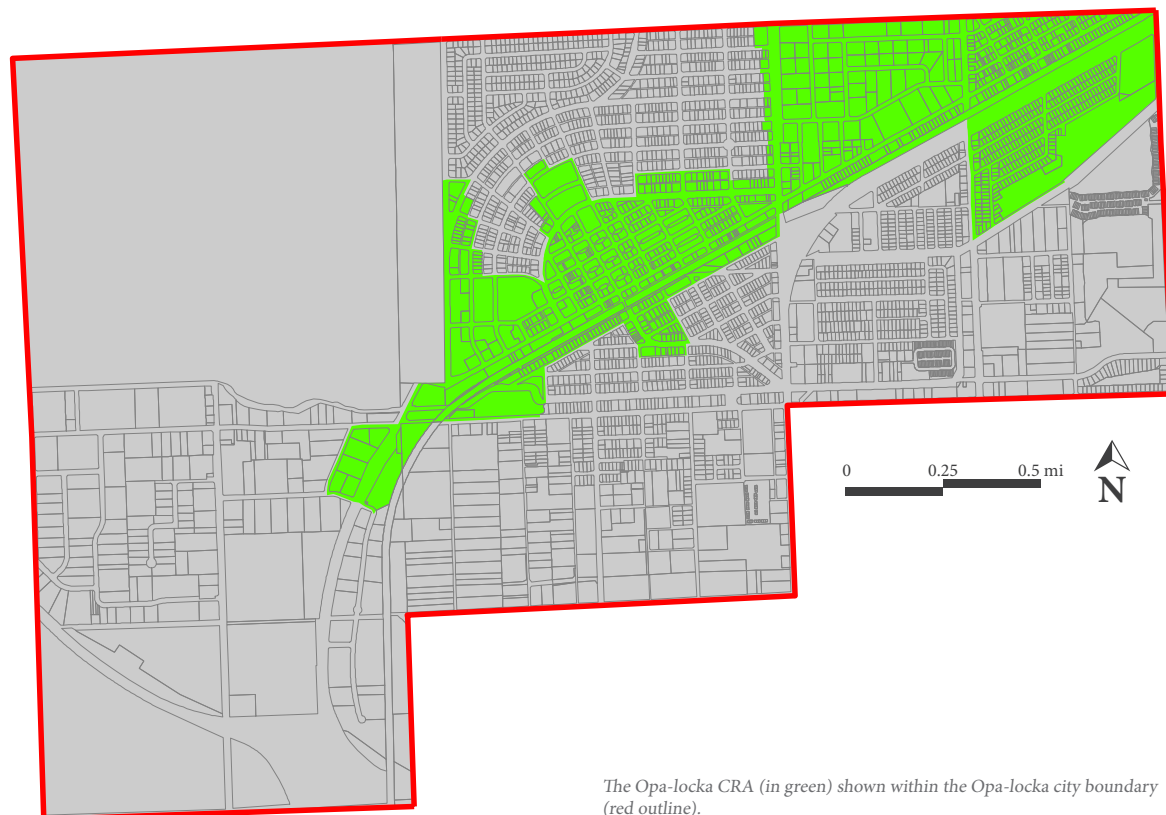 0 0.25 0.5 mi
N
The Opa-locka CRA (in green) shown within the Opa-locka city boundary
(red outline).